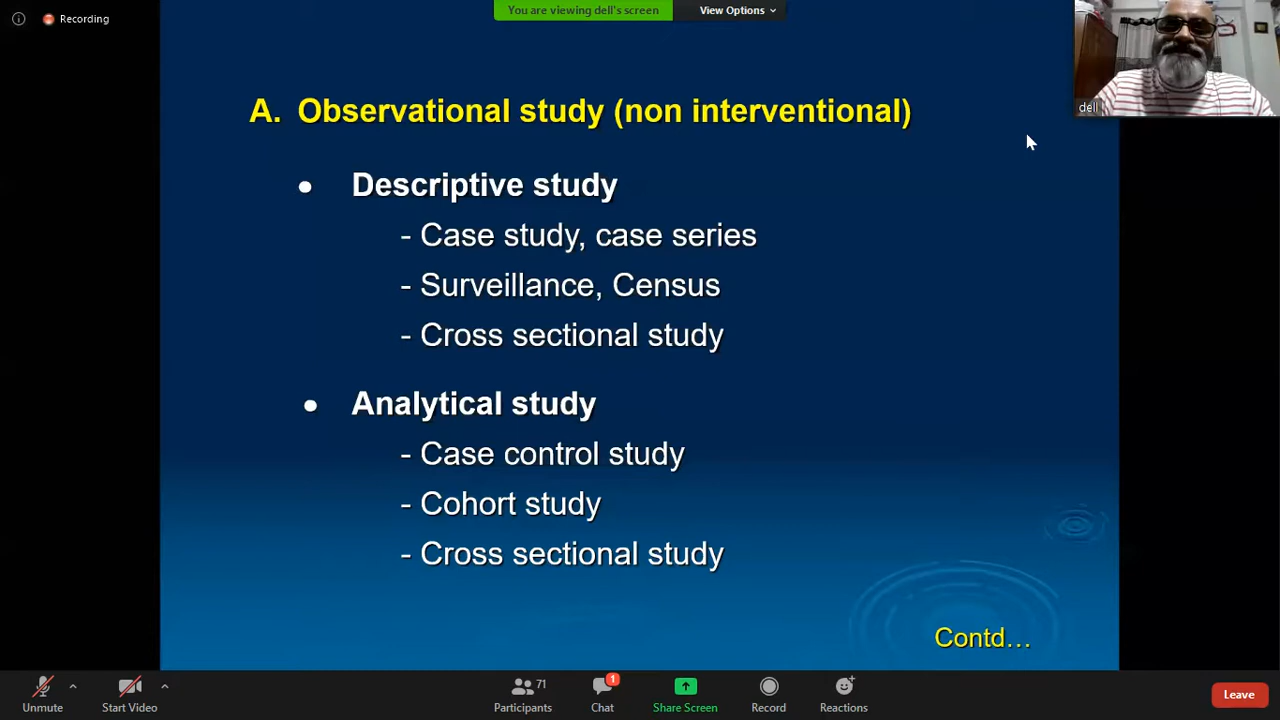 Recording
You are viewing dell's screen
View Options
dell
A. Observational study (non interventional)
• Descriptive study
- Case study, case series
- Surveillance, Census
- Cross sectional study
• Analytical study
- Case control study
- Cohort study
- Cross sectional study
Contd...
Unmute
Start Video
71
Participants
1
Chat
Share Screen
Record
Reactions
Leave